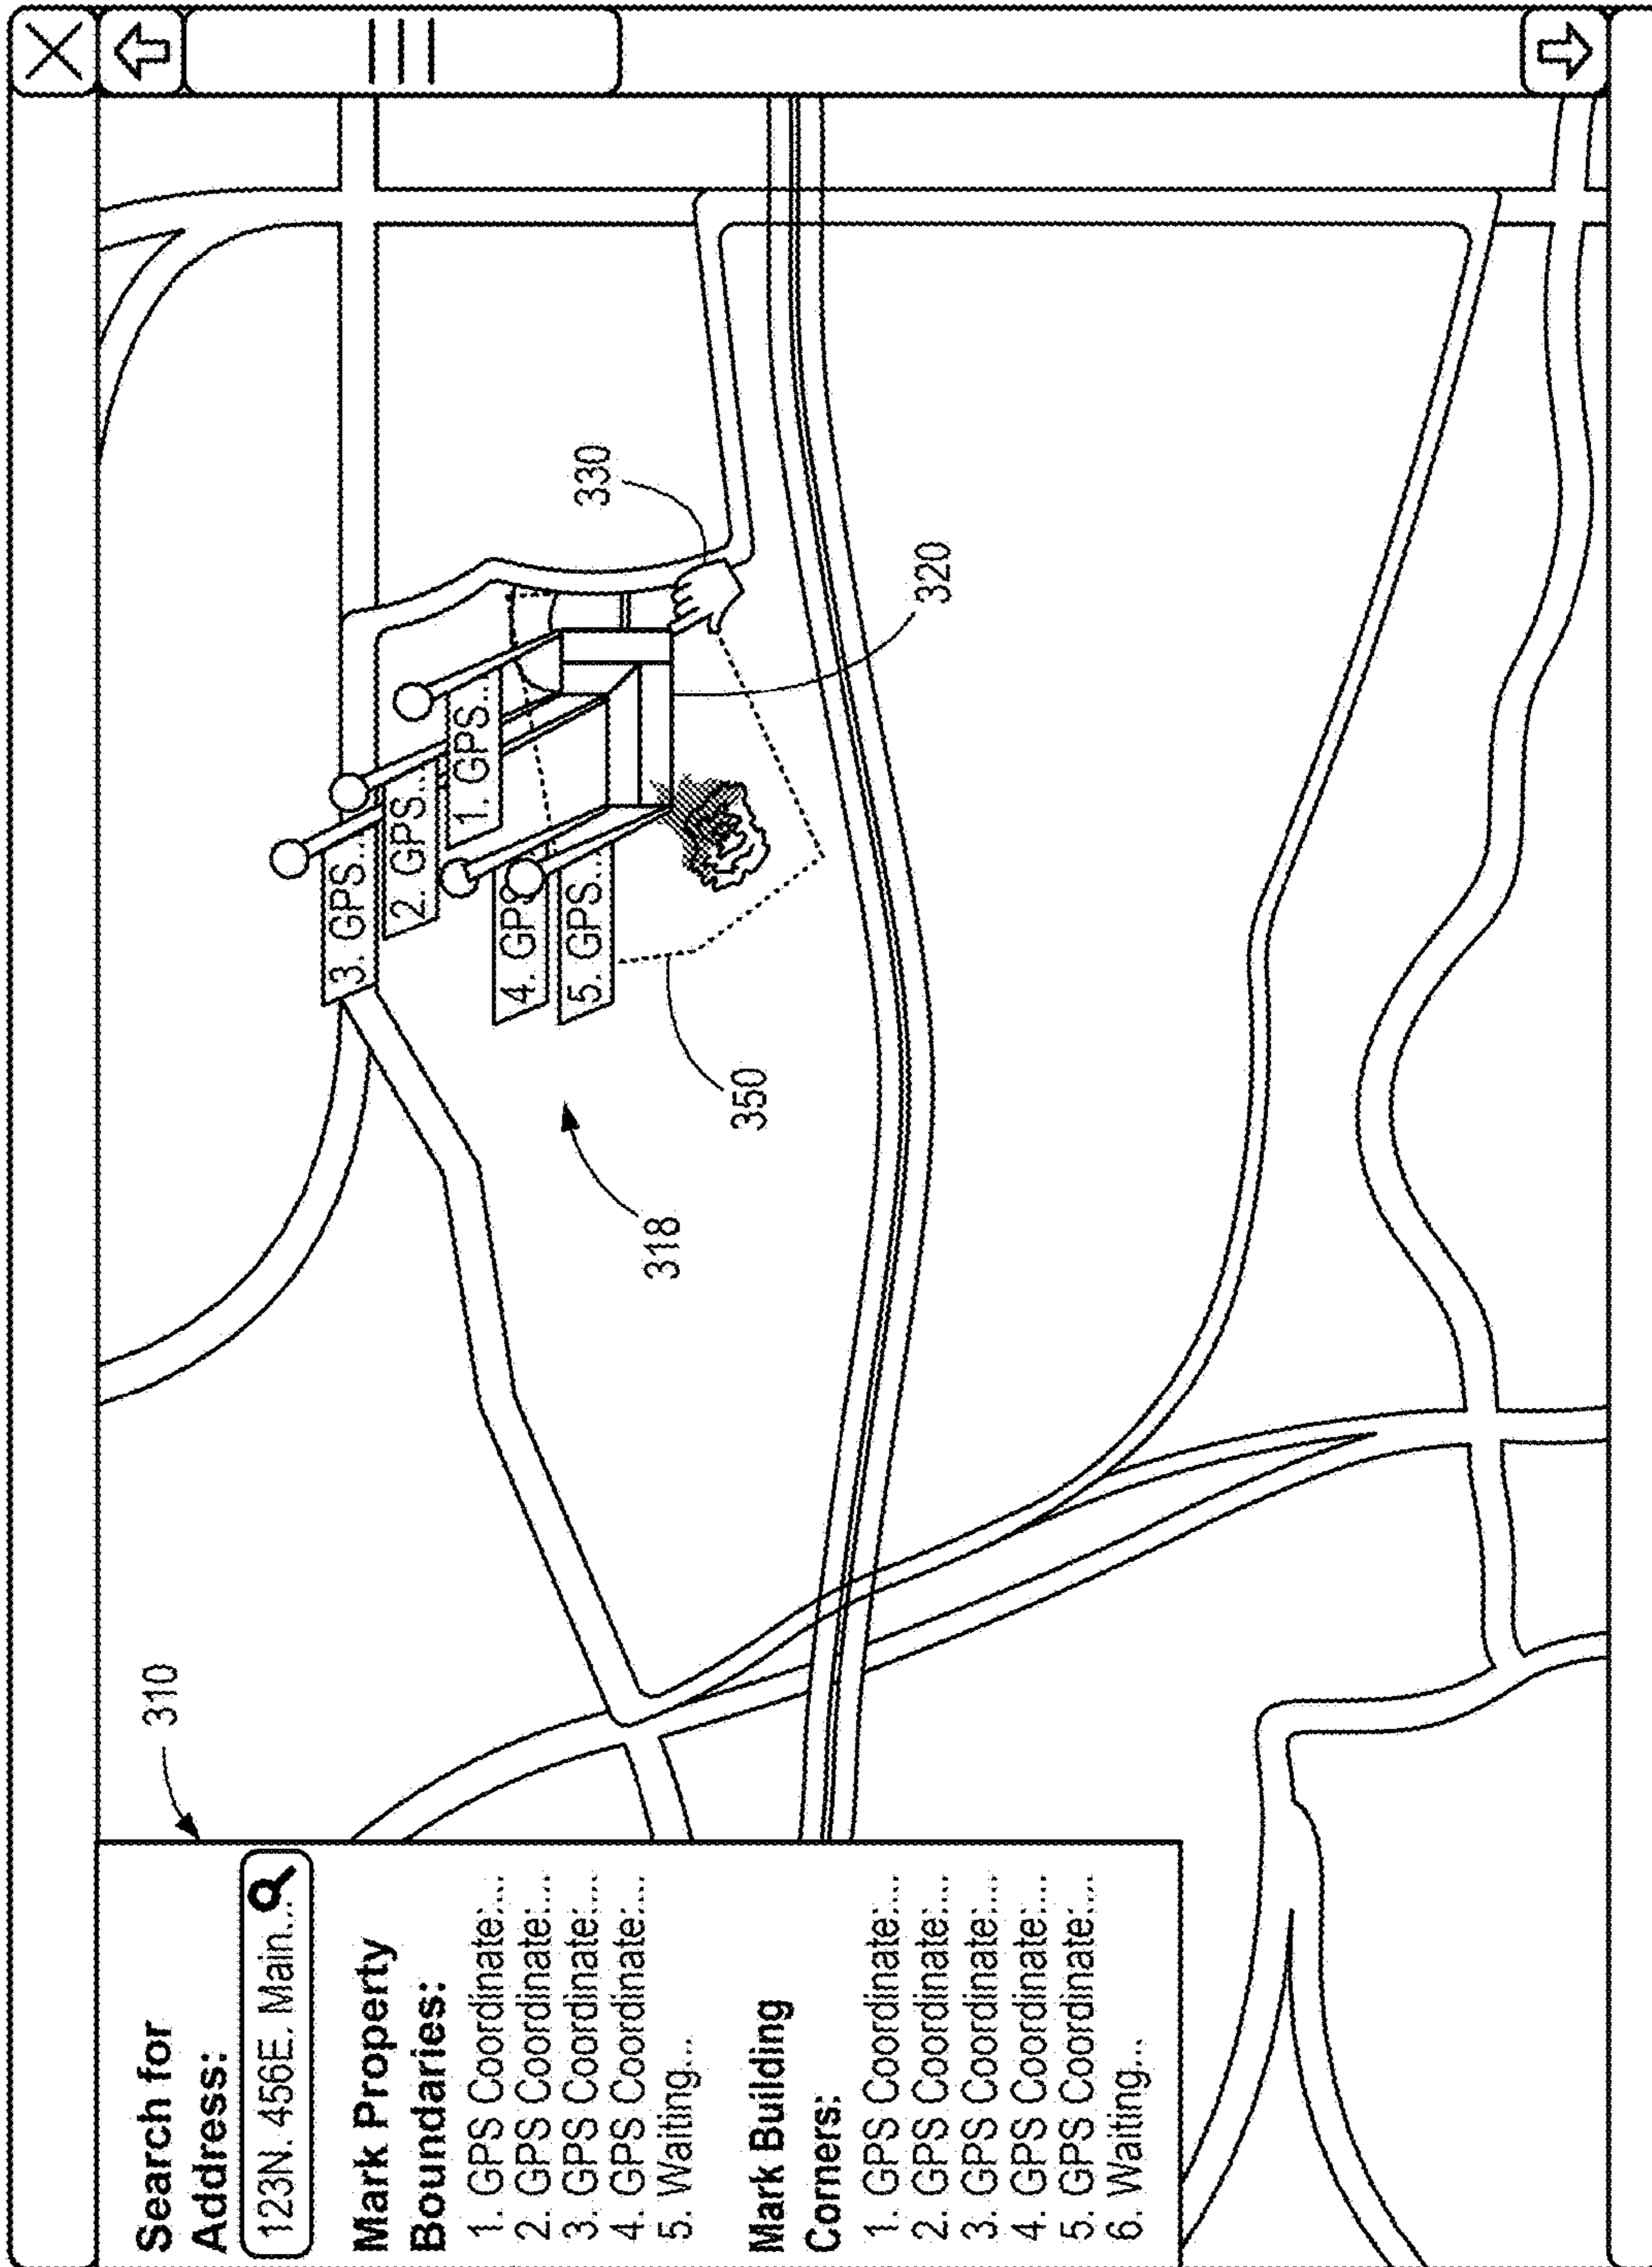 Search for
Address:
123N. 456E. Main...
Mark Property
Boundaries:
1. GPS Coordinate:...
2. GPS Coordinate:...
3. GPS Coordinate:...
4. GPS Coordinate:...
5. Waiting...
Mark Building
Corners:
1. GPS Coordinate:...
2. GPS Coordinate:...
3. GPS Coordinate:...
4. GPS Coordinate:...
5. GPS Coordinate:...
6. Waiting...
310
3. GPS...
2. GPS...
1. GPS...
4. GPS
5. GPS...
330
320
350
318